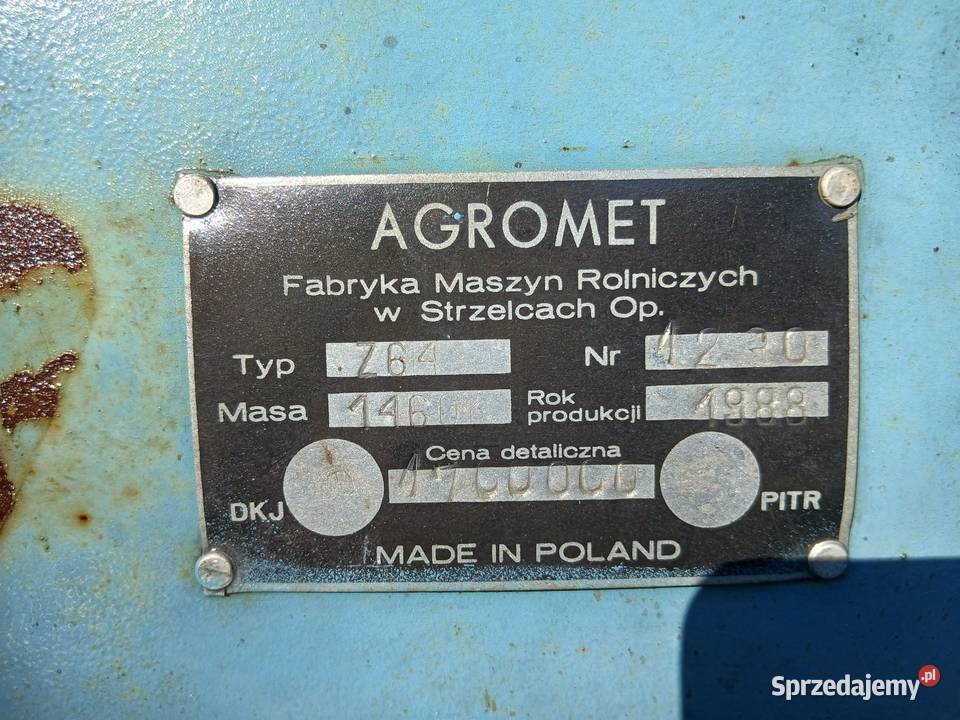 AGROMET
Fabryka Maszyn Rolniczych
w Strzelcach Op.
Typ Z64 Nr
Masa Rok produkcji 1988
Cena detaliczna
DKJ PITR
MADE IN POLAND
Sprzedajemy.pl